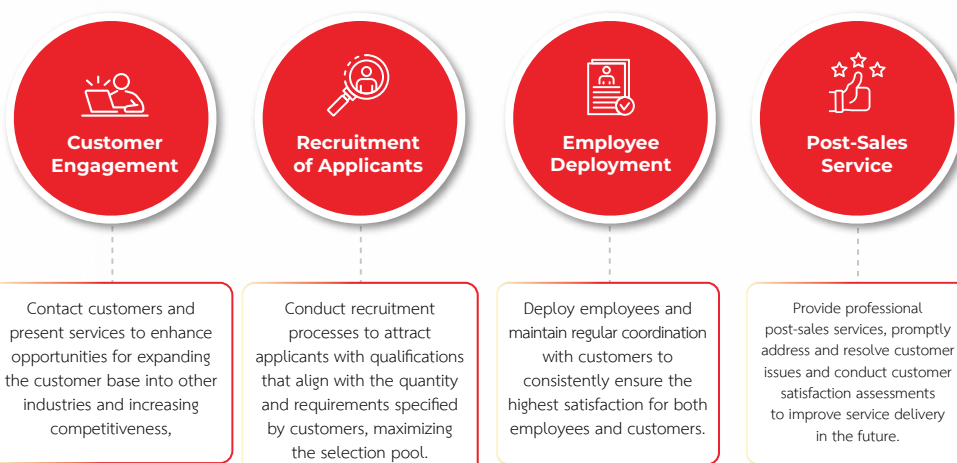 Customer
Engagement
Contact customers and
present services to enhance
opportunities for expanding
the customer base into other
industries and increasing
competitiveness,
Recruitment
of Applicants
Conduct recruitment
processes to attract
applicants with qualifications
that align with the quantity
and requirements specified
by customers, maximizing
the selection pool.
Employee
Deployment
Deploy employees and
maintain regular coordination
with customers to
consistently ensure the
highest satisfaction for both
employees and customers.
Post-Sales
Service
Provide professional
post-sales services, promptly
address and resolve customer
issues and conduct customer
satisfaction assessments
to improve service delivery
in the future.